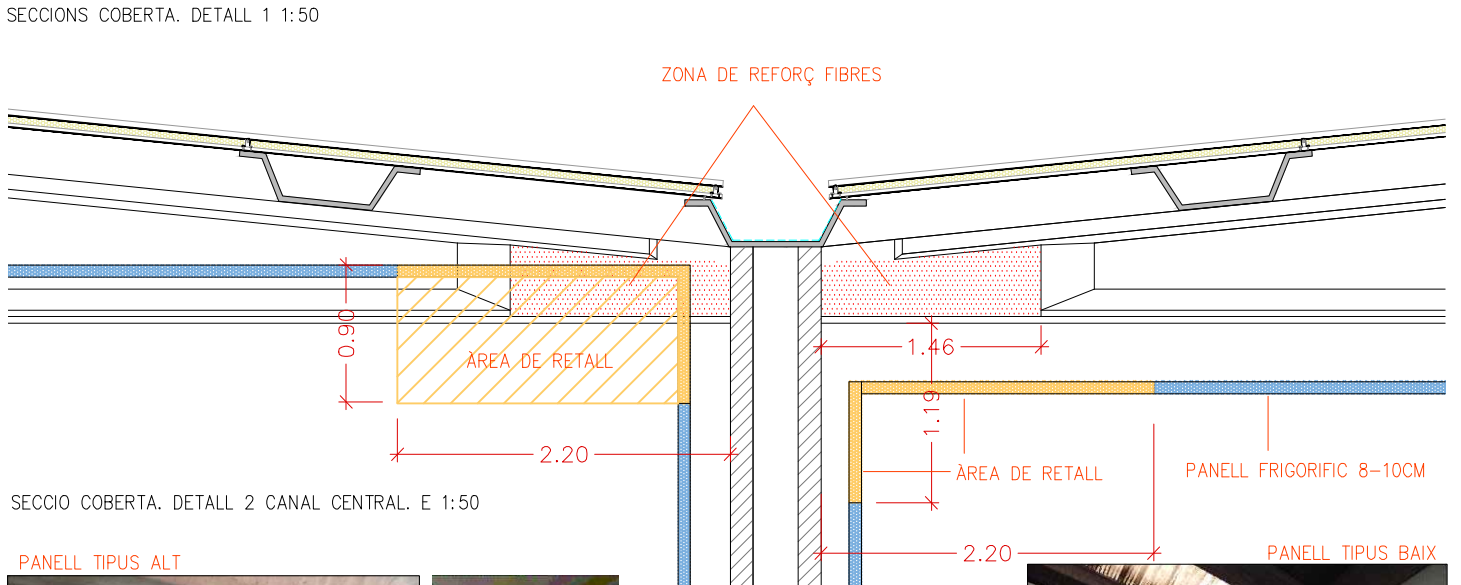 SECCIONS COBERTA. DETALL 1 1:50
ZONA DE REFORÇ FIBRES
0.90
ÀREA DE RETALL
1.46
1.19
2.20
ÀREA DE RETALL
PANELL FRIGORIFIC 8-10CM
SECCIO COBERTA. DETALL 2 CANAL CENTRAL. E 1:50
2.20
PANELL TIPUS ALT
PANELL TIPUS BAIX